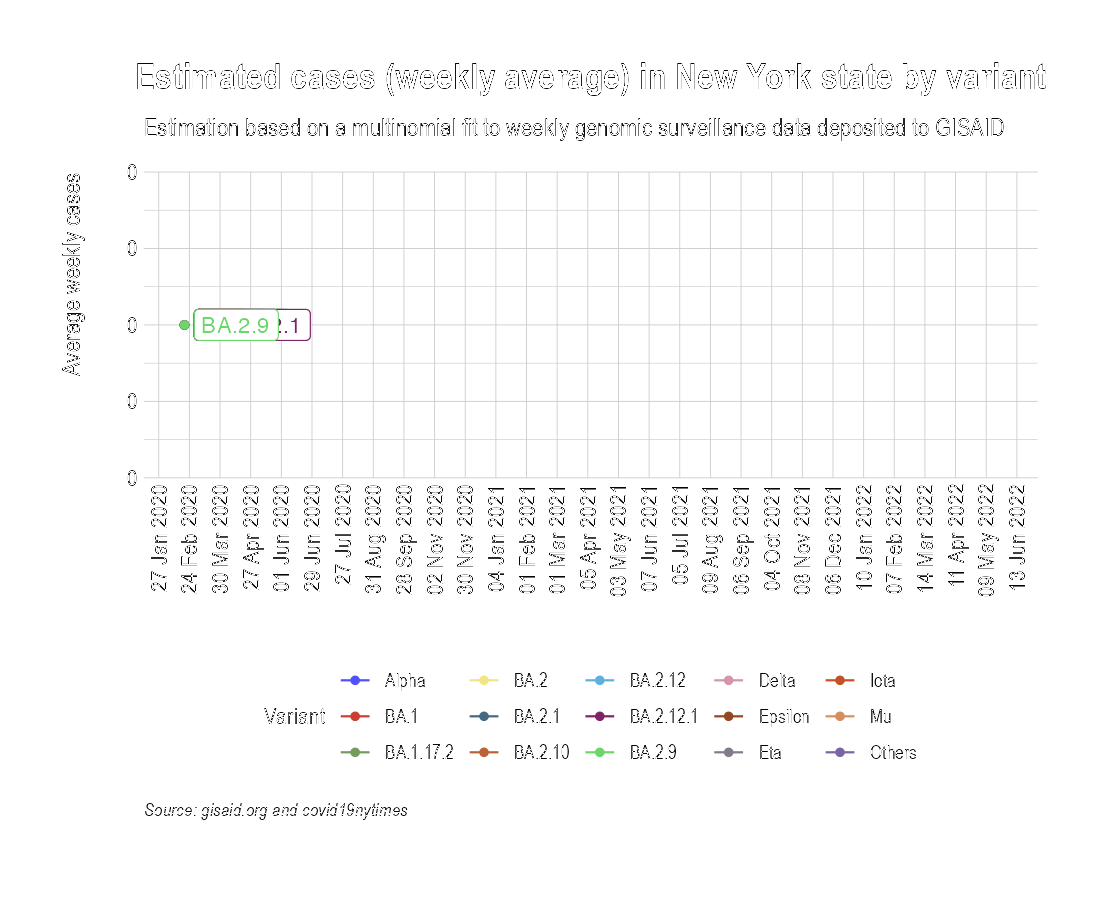 Estimated cases (weekly average) in New York state by variant
Estimation based on a multinomial fit to weekly genomic surveillance data deposited to GISAID
Average weekly cases
0
0
0
0
0
BA.2.9
2.1
27 Jan 2020
24 Feb 2020
30 Mar 2020
27 Apr 2020
01 Jun 2020
29 Jun 2020
27 Jul 2020
31 Aug 2020
28 Sep 2020
02 Nov 2020
30 Nov 2020
04 Jan 2021
01 Feb 2021
01 Mar 2021
05 Apr 2021
03 May 2021
07 Jun 2021
05 Jul 2021
09 Aug 2021
06 Sep 2021
04 Oct 2021
08 Nov 2021
06 Dec 2021
10 Jan 2022
07 Feb 2022
14 Mar 2022
11 Apr 2022
09 May 2022
13 Jun 2022
Variant
Alpha
BA.1
BA.1.17.2
BA.2
BA.2.1
BA.2.10
BA.2.12
BA.2.12.1
BA.2.9
Delta
Epsilon
Eta
Iota
Mu
Others
Source: gisaid.org and covid19nytimes